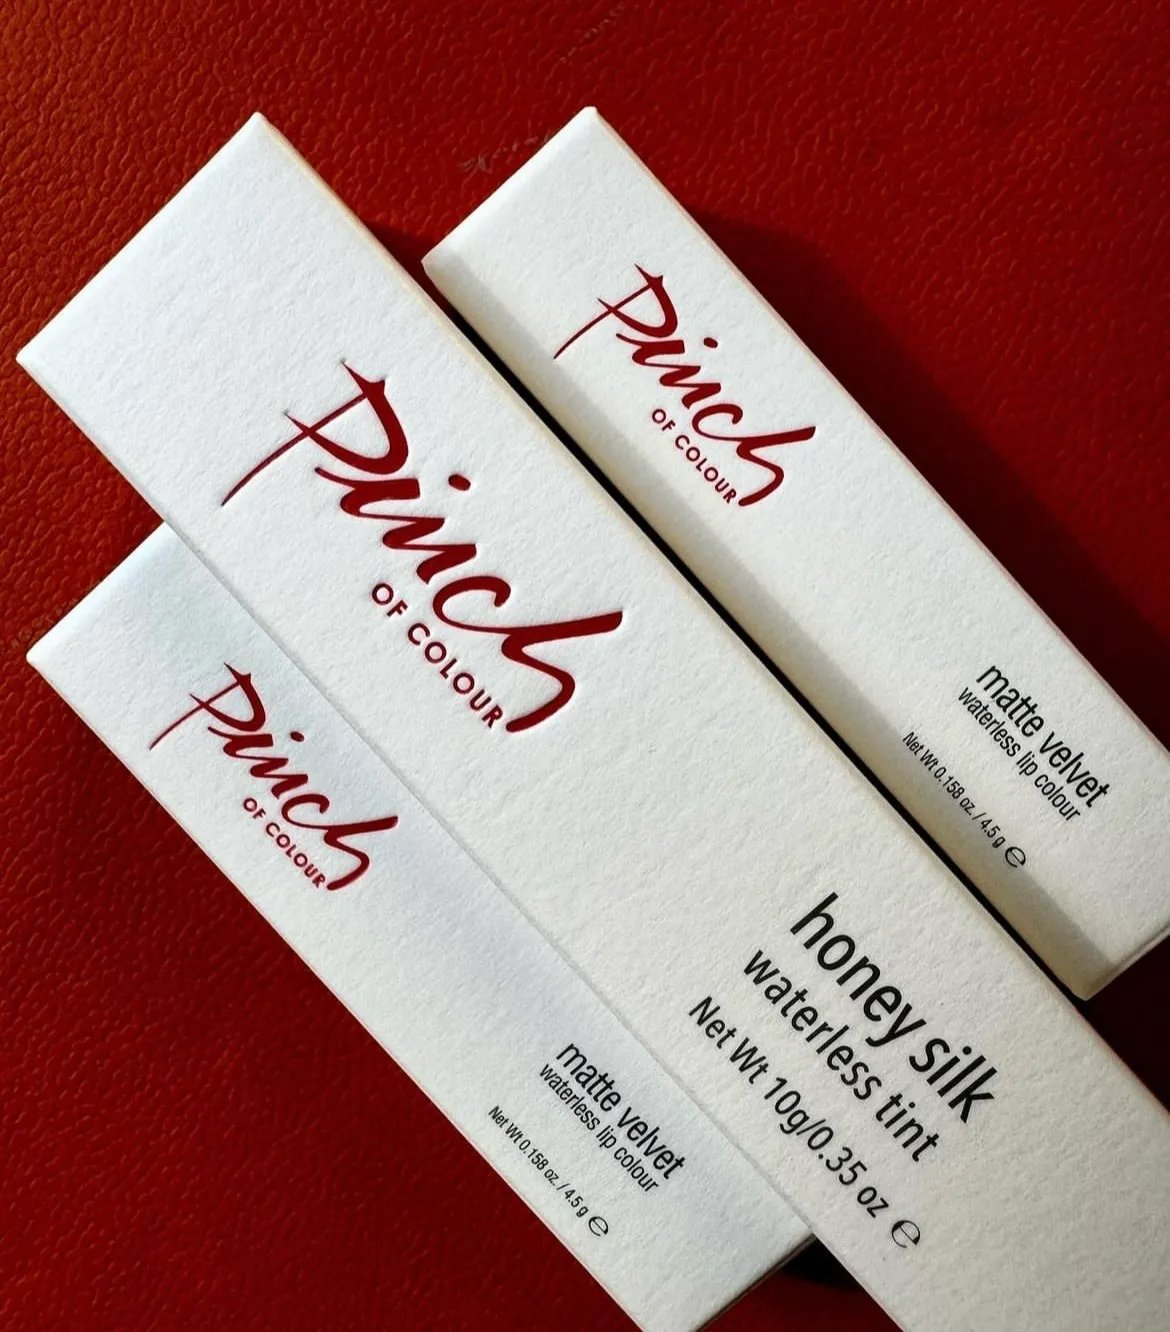 Pinch
OF COLOUR
matte velvet
waterless lip colour
Net Wt 0.158 oz. / 4.5 g ℮
Pinch
OF COLOUR
honey silk
waterless tint
Net Wt 10g/0.35 oz ℮
Pinch
OF COLOUR
matte velvet
waterless lip colour
Net Wt 0.158 oz. / 4.5 g ℮